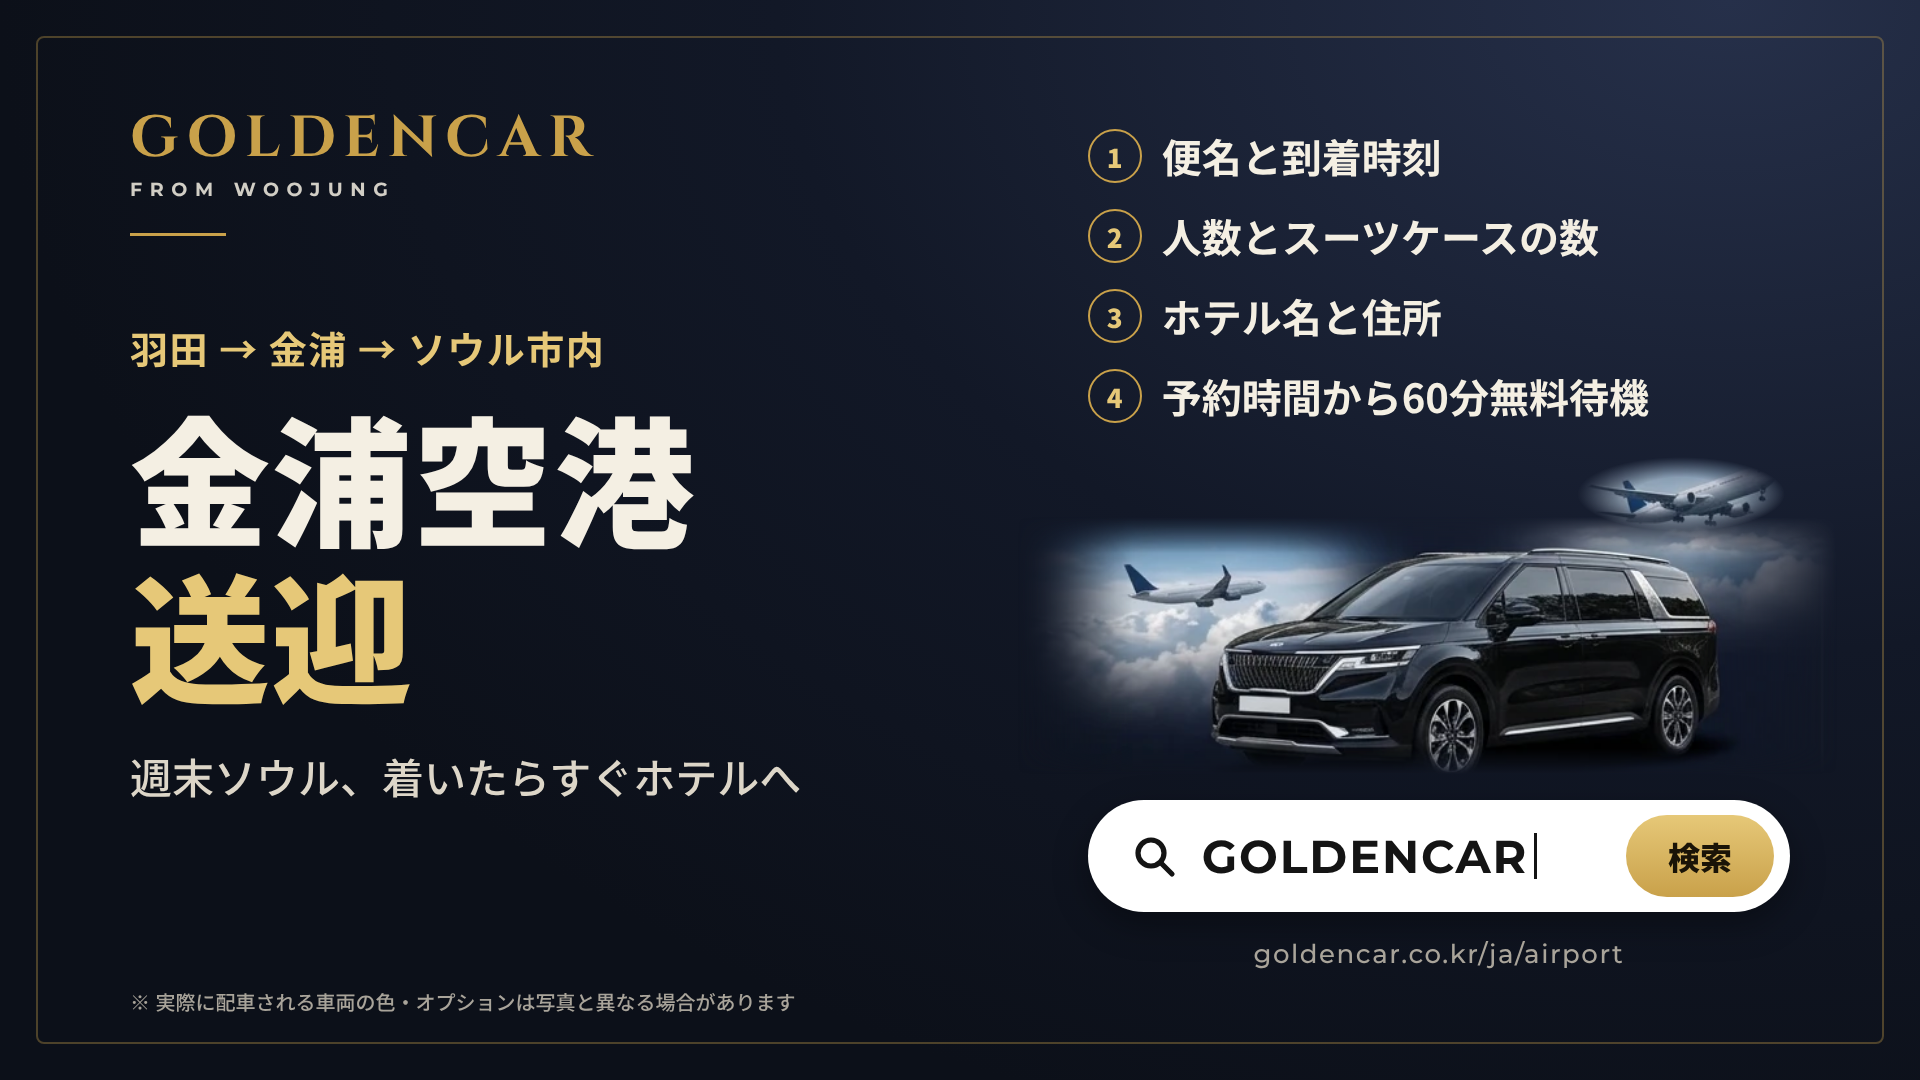 GOLDENCAR
FROM WOOJUNG
羽田 → 金浦 → ソウル市内
金浦空港
送迎
週末ソウル、着いたらすぐホテルへ
※ 実際に配車される車両の色・オプションは写真と異なる場合があります
1 便名と到着時刻
2 人数とスーツケースの数
3 ホテル名と住所
4 予約時間から60分無料待機
GOLDENCAR
検索
goldencar.co.kr/ja/airport